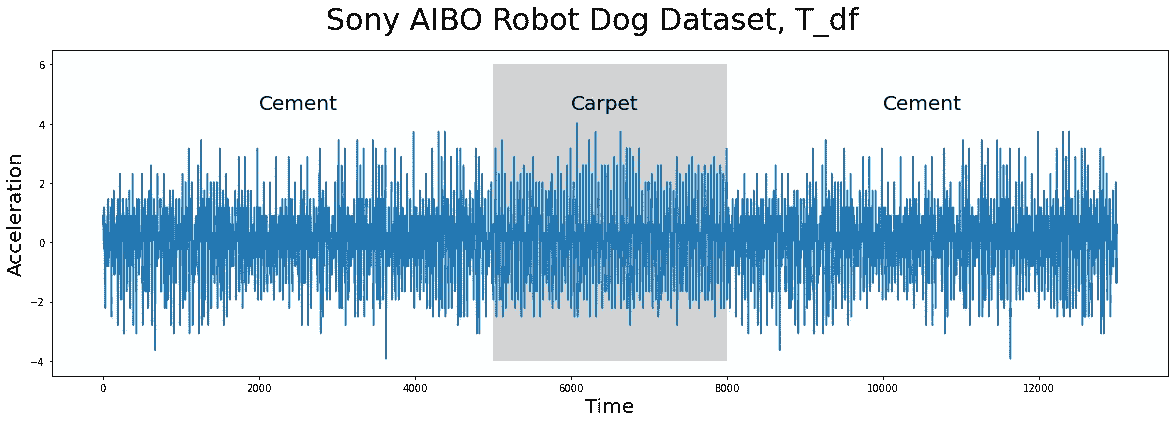 Sony AIBO Robot Dog Dataset, T_df
6
Cement Carpet Cement
4
2
0
−2
−4
Acceleration
0 2000 4000 6000 8000 10000 12000
Time